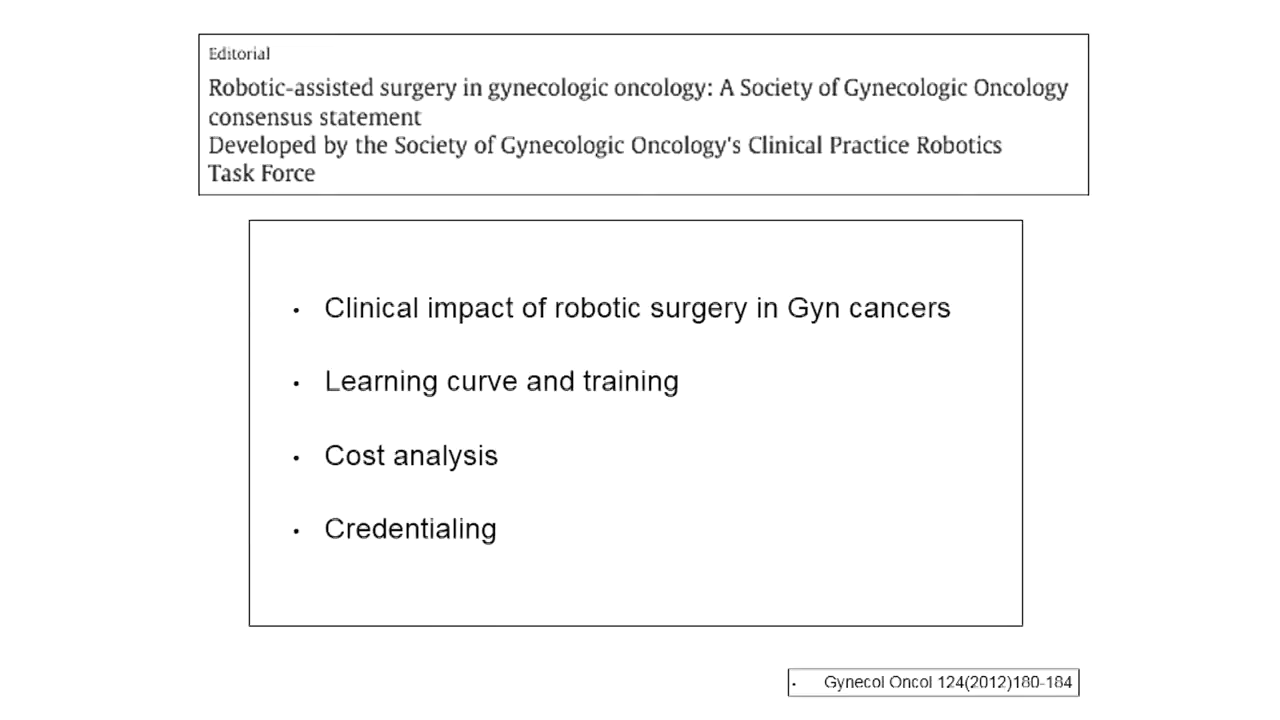 Editorial
Robotic-assisted surgery in gynecologic oncology: A Society of Gynecologic Oncology
consensus statement
Developed by the Society of Gynecologic Oncology's Clinical Practice Robotics
Task Force
• Clinical impact of robotic surgery in Gyn cancers
• Learning curve and training
• Cost analysis
• Credentialing
• Gynecol Oncol 124(2012)180-184